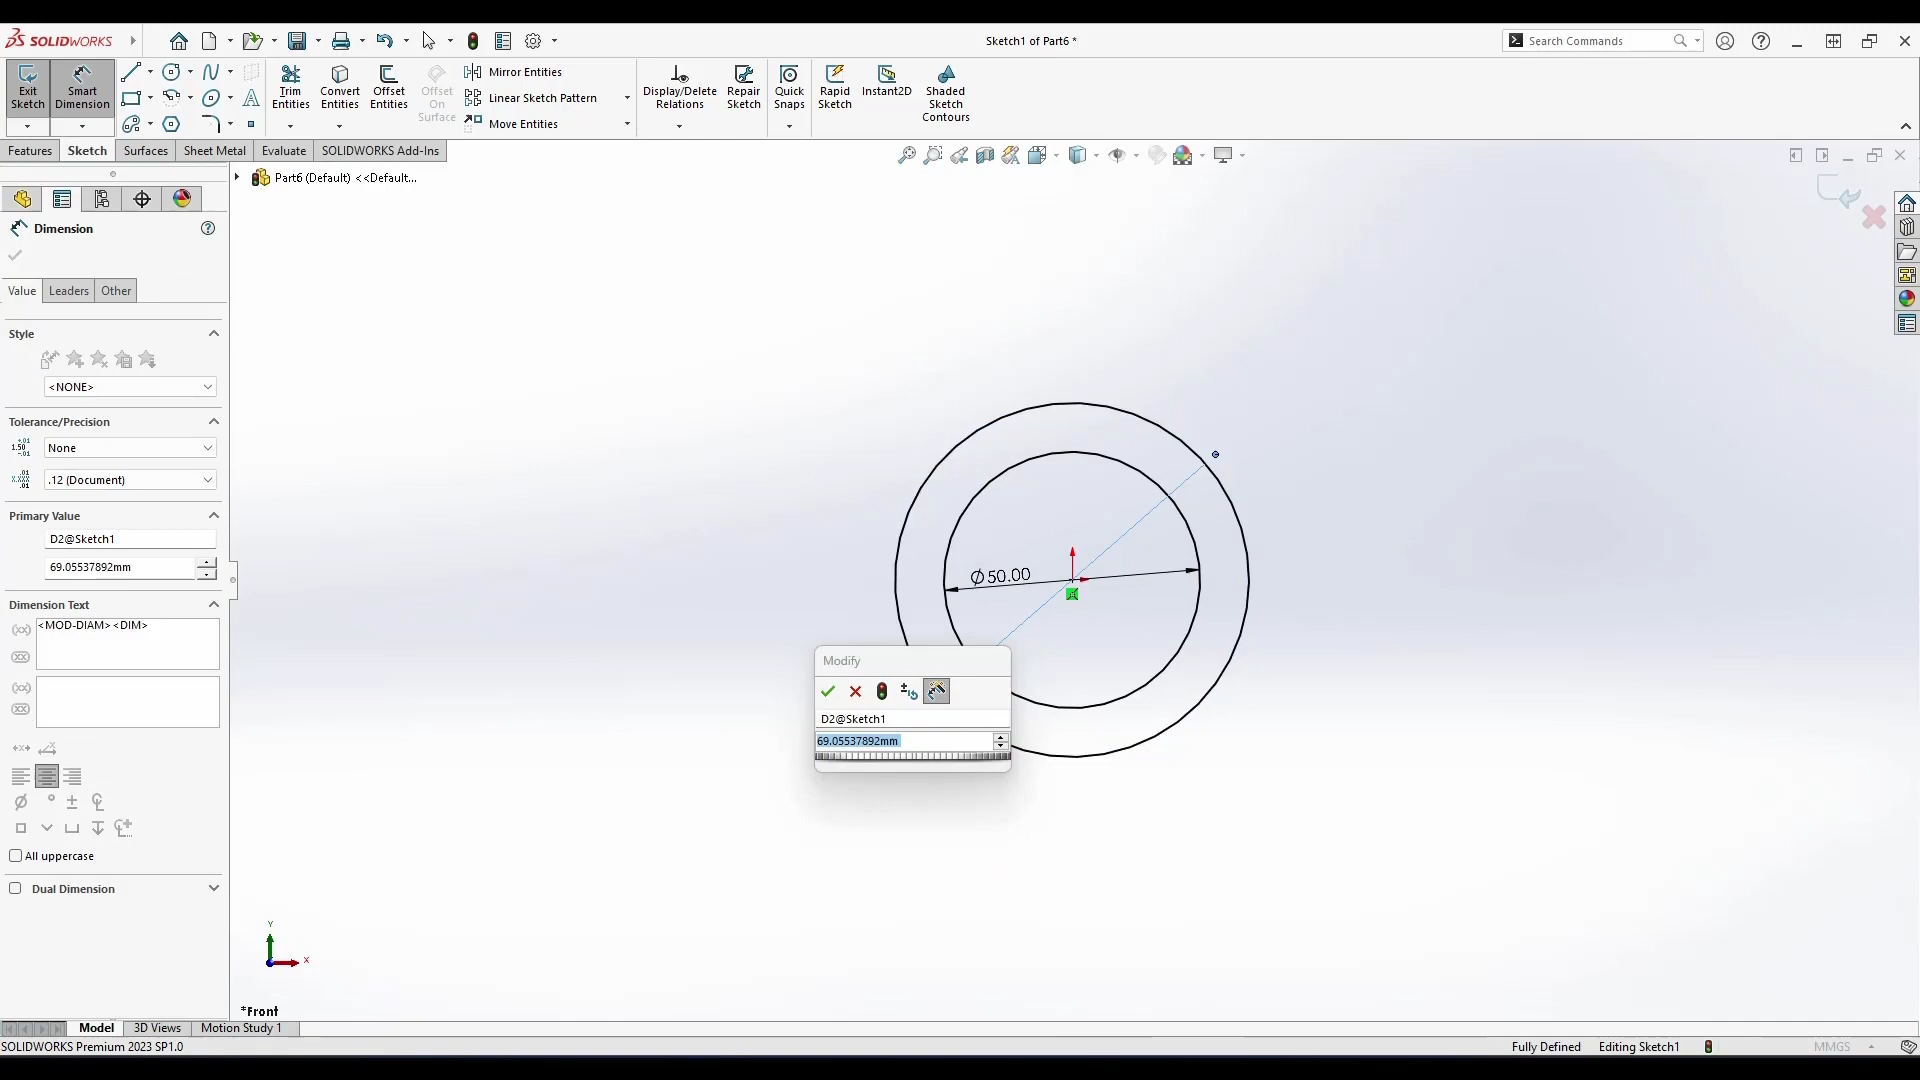 SOLIDWORKS
Sketch1 of Part6 *
Search Commands
Exit Sketch
Smart Dimension
Trim Entities
Convert Entities
Offset Entities
Offset On Surface
Mirror Entities
Linear Sketch Pattern
Move Entities
Display/Delete Relations
Repair Sketch
Quick Snaps
Rapid Sketch
Instant2D
Shaded Sketch Contours
Features
Sketch
Surfaces
Sheet Metal
Evaluate
SOLIDWORKS Add-Ins
Part6 (Default) <<Default...
Dimension
Value
Leaders
Other
Style
<NONE>
Tolerance/Precision
None
.12 (Document)
Primary Value
D2@Sketch1
69.05537892mm
Dimension Text
<MOD-DIAM><DIM>
All uppercase
Dual Dimension
∅50.00
Modify
D2@Sketch1
69.05537892mm
Y
X
*Front
Model
3D Views
Motion Study 1
SOLIDWORKS Premium 2023 SP1.0
Fully Defined
Editing Sketch1
MMGS